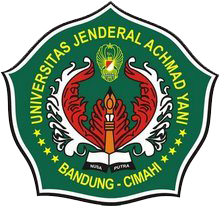 UNIVERSITAS JENDERAL ACHMAD YANI
NUSA PUTRA
BANDUNG - CIMAHI